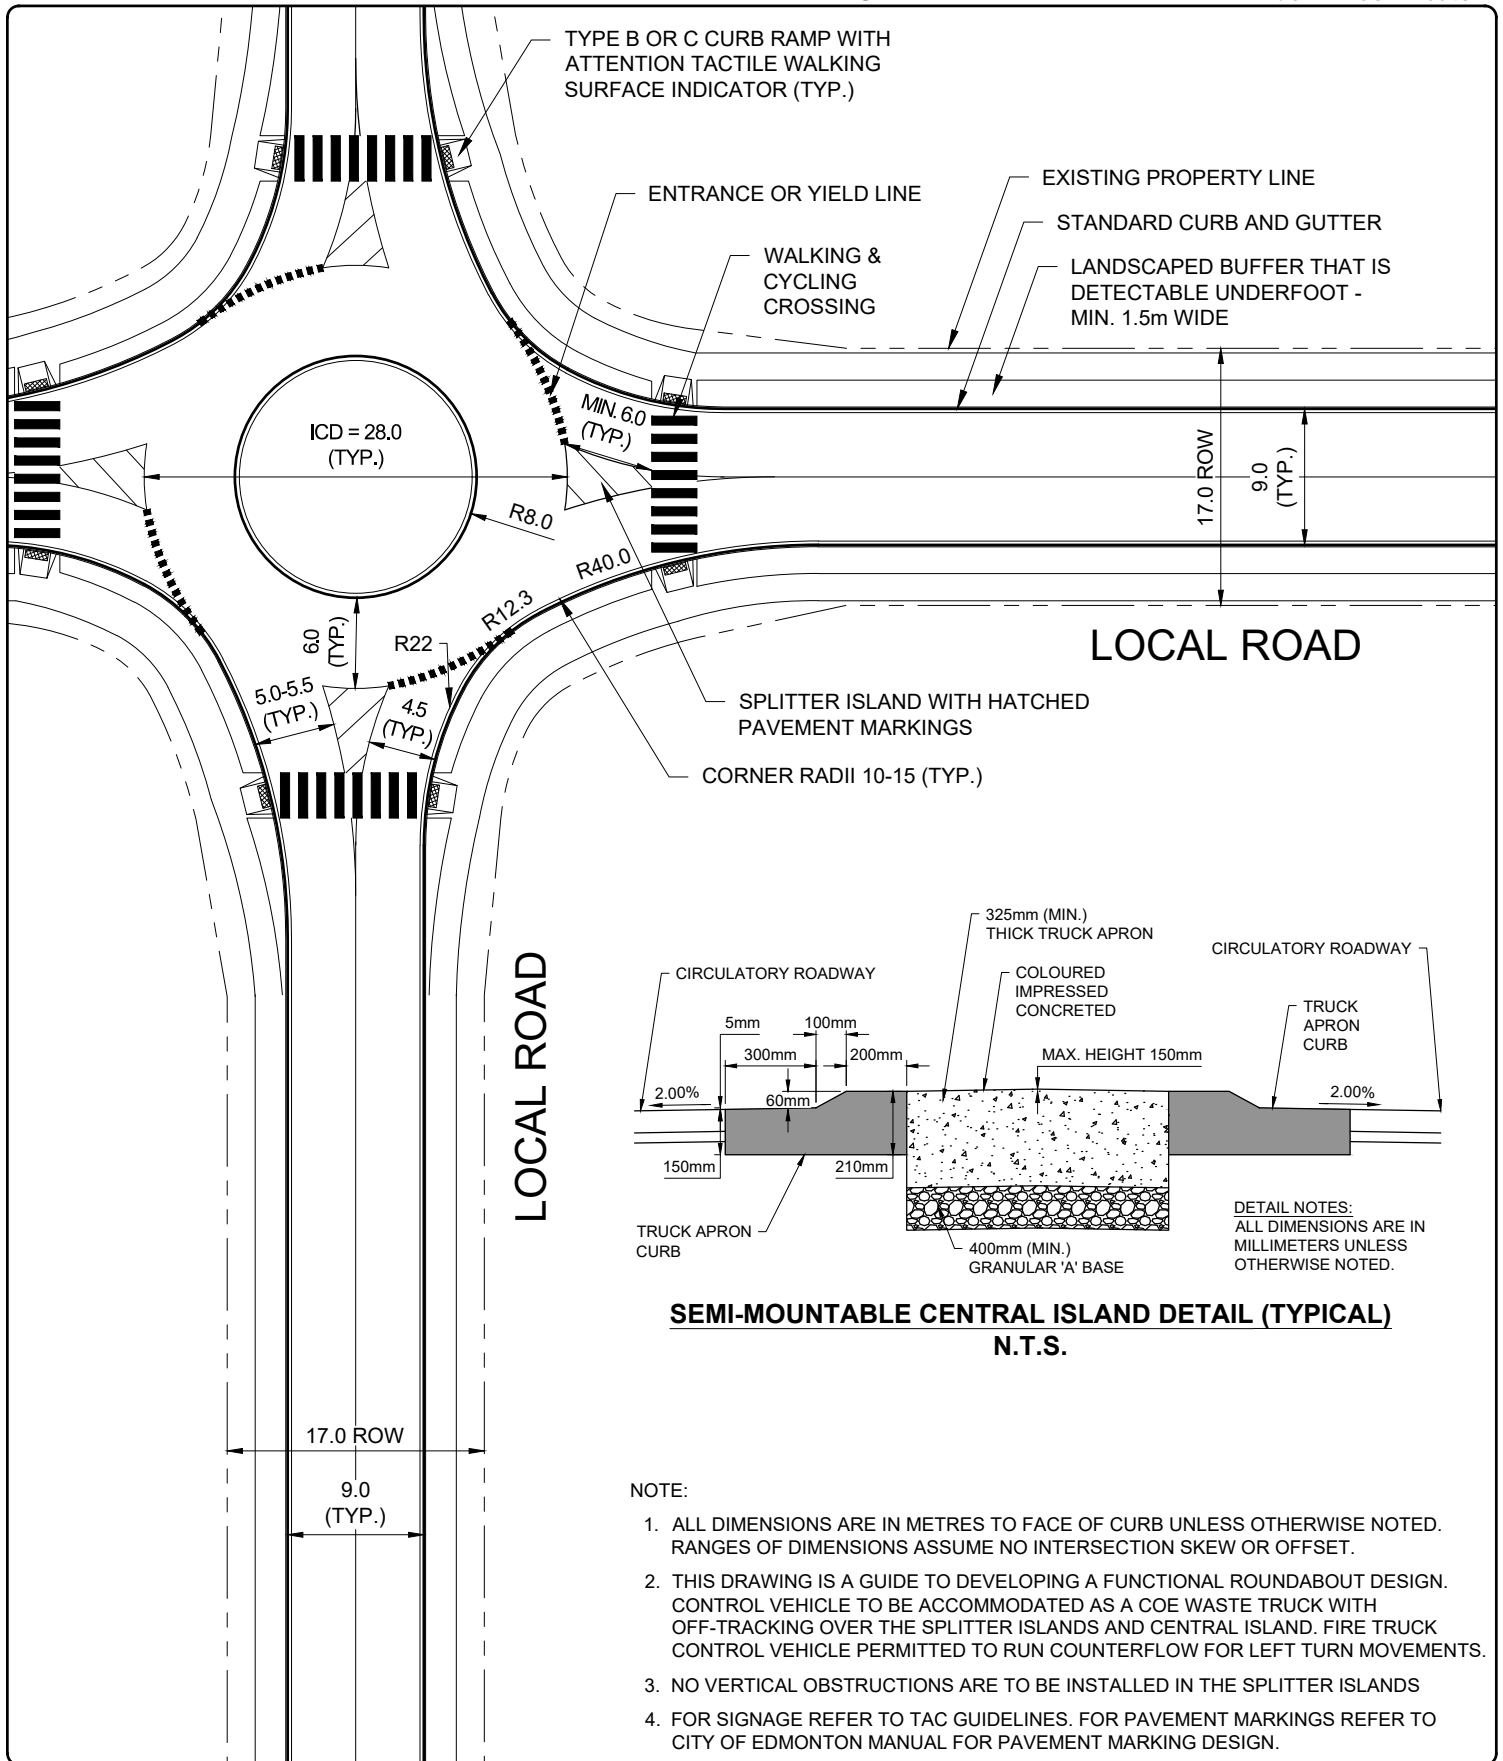 TYPE B OR C CURB RAMP WITH
ATTENTION TACTILE WALKING
SURFACE INDICATOR (TYP.)
ENTRANCE OR YIELD LINE
WALKING &
CYCLING
CROSSING
EXISTING PROPERTY LINE
STANDARD CURB AND GUTTER
LANDSCAPED BUFFER THAT IS
DETECTABLE UNDERFOOT -
MIN. 1.5m WIDE
MIN. 6.0
(TYP.)
ICD = 28.0
(TYP.)
R8.0
R40.0
R12.3
R22
6.0
(TYP.)
5.0-5.5
(TYP.)
4.5
(TYP.)
17.0 ROW
9.0
(TYP.)
LOCAL ROAD
SPLITTER ISLAND WITH HATCHED
PAVEMENT MARKINGS
CORNER RADII 10-15 (TYP.)
LOCAL ROAD
325mm (MIN.)
THICK TRUCK APRON
CIRCULATORY ROADWAY
CIRCULATORY ROADWAY
COLOURED
IMPRESSED
CONCRETED
TRUCK
APRON
CURB
5mm
100mm
300mm
200mm
MAX. HEIGHT 150mm
2.00%
60mm
2.00%
150mm
210mm
TRUCK APRON
CURB
400mm (MIN.)
GRANULAR 'A' BASE
DETAIL NOTES:
ALL DIMENSIONS ARE IN
MILLIMETERS UNLESS
OTHERWISE NOTED.
SEMI-MOUNTABLE CENTRAL ISLAND DETAIL (TYPICAL)
N.T.S.
17.0 ROW
9.0
(TYP.)
NOTE:
1. ALL DIMENSIONS ARE IN METRES TO FACE OF CURB UNLESS OTHERWISE NOTED.
RANGES OF DIMENSIONS ASSUME NO INTERSECTION SKEW OR OFFSET.
2. THIS DRAWING IS A GUIDE TO DEVELOPING A FUNCTIONAL ROUNDABOUT DESIGN.
CONTROL VEHICLE TO BE ACCOMMODATED AS A COE WASTE TRUCK WITH
OFF-TRACKING OVER THE SPLITTER ISLANDS AND CENTRAL ISLAND. FIRE TRUCK
CONTROL VEHICLE PERMITTED TO RUN COUNTERFLOW FOR LEFT TURN MOVEMENTS.
3. NO VERTICAL OBSTRUCTIONS ARE TO BE INSTALLED IN THE SPLITTER ISLANDS
4. FOR SIGNAGE REFER TO TAC GUIDELINES. FOR PAVEMENT MARKINGS REFER TO
CITY OF EDMONTON MANUAL FOR PAVEMENT MARKING DESIGN.